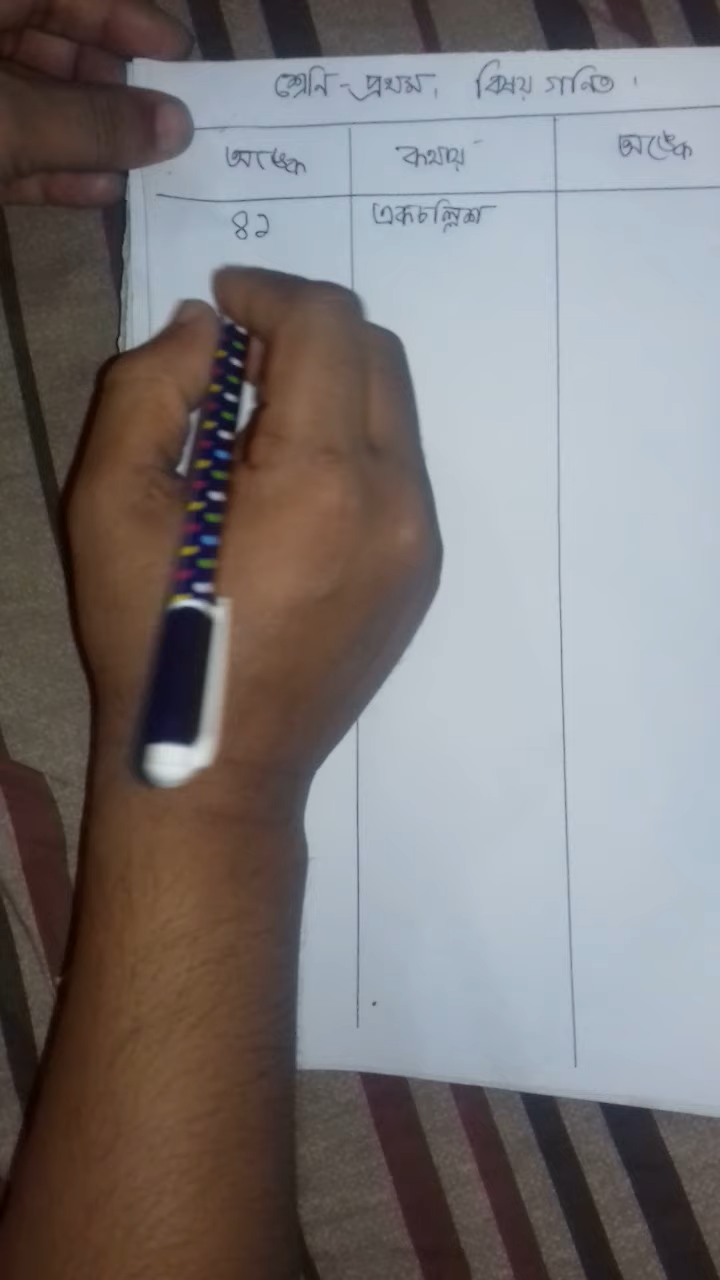 শ্রেনি - প্রথম, বিষয় গনিত ।
অঙ্কে কথায় অঙ্কে
৪১ একচল্লিশ